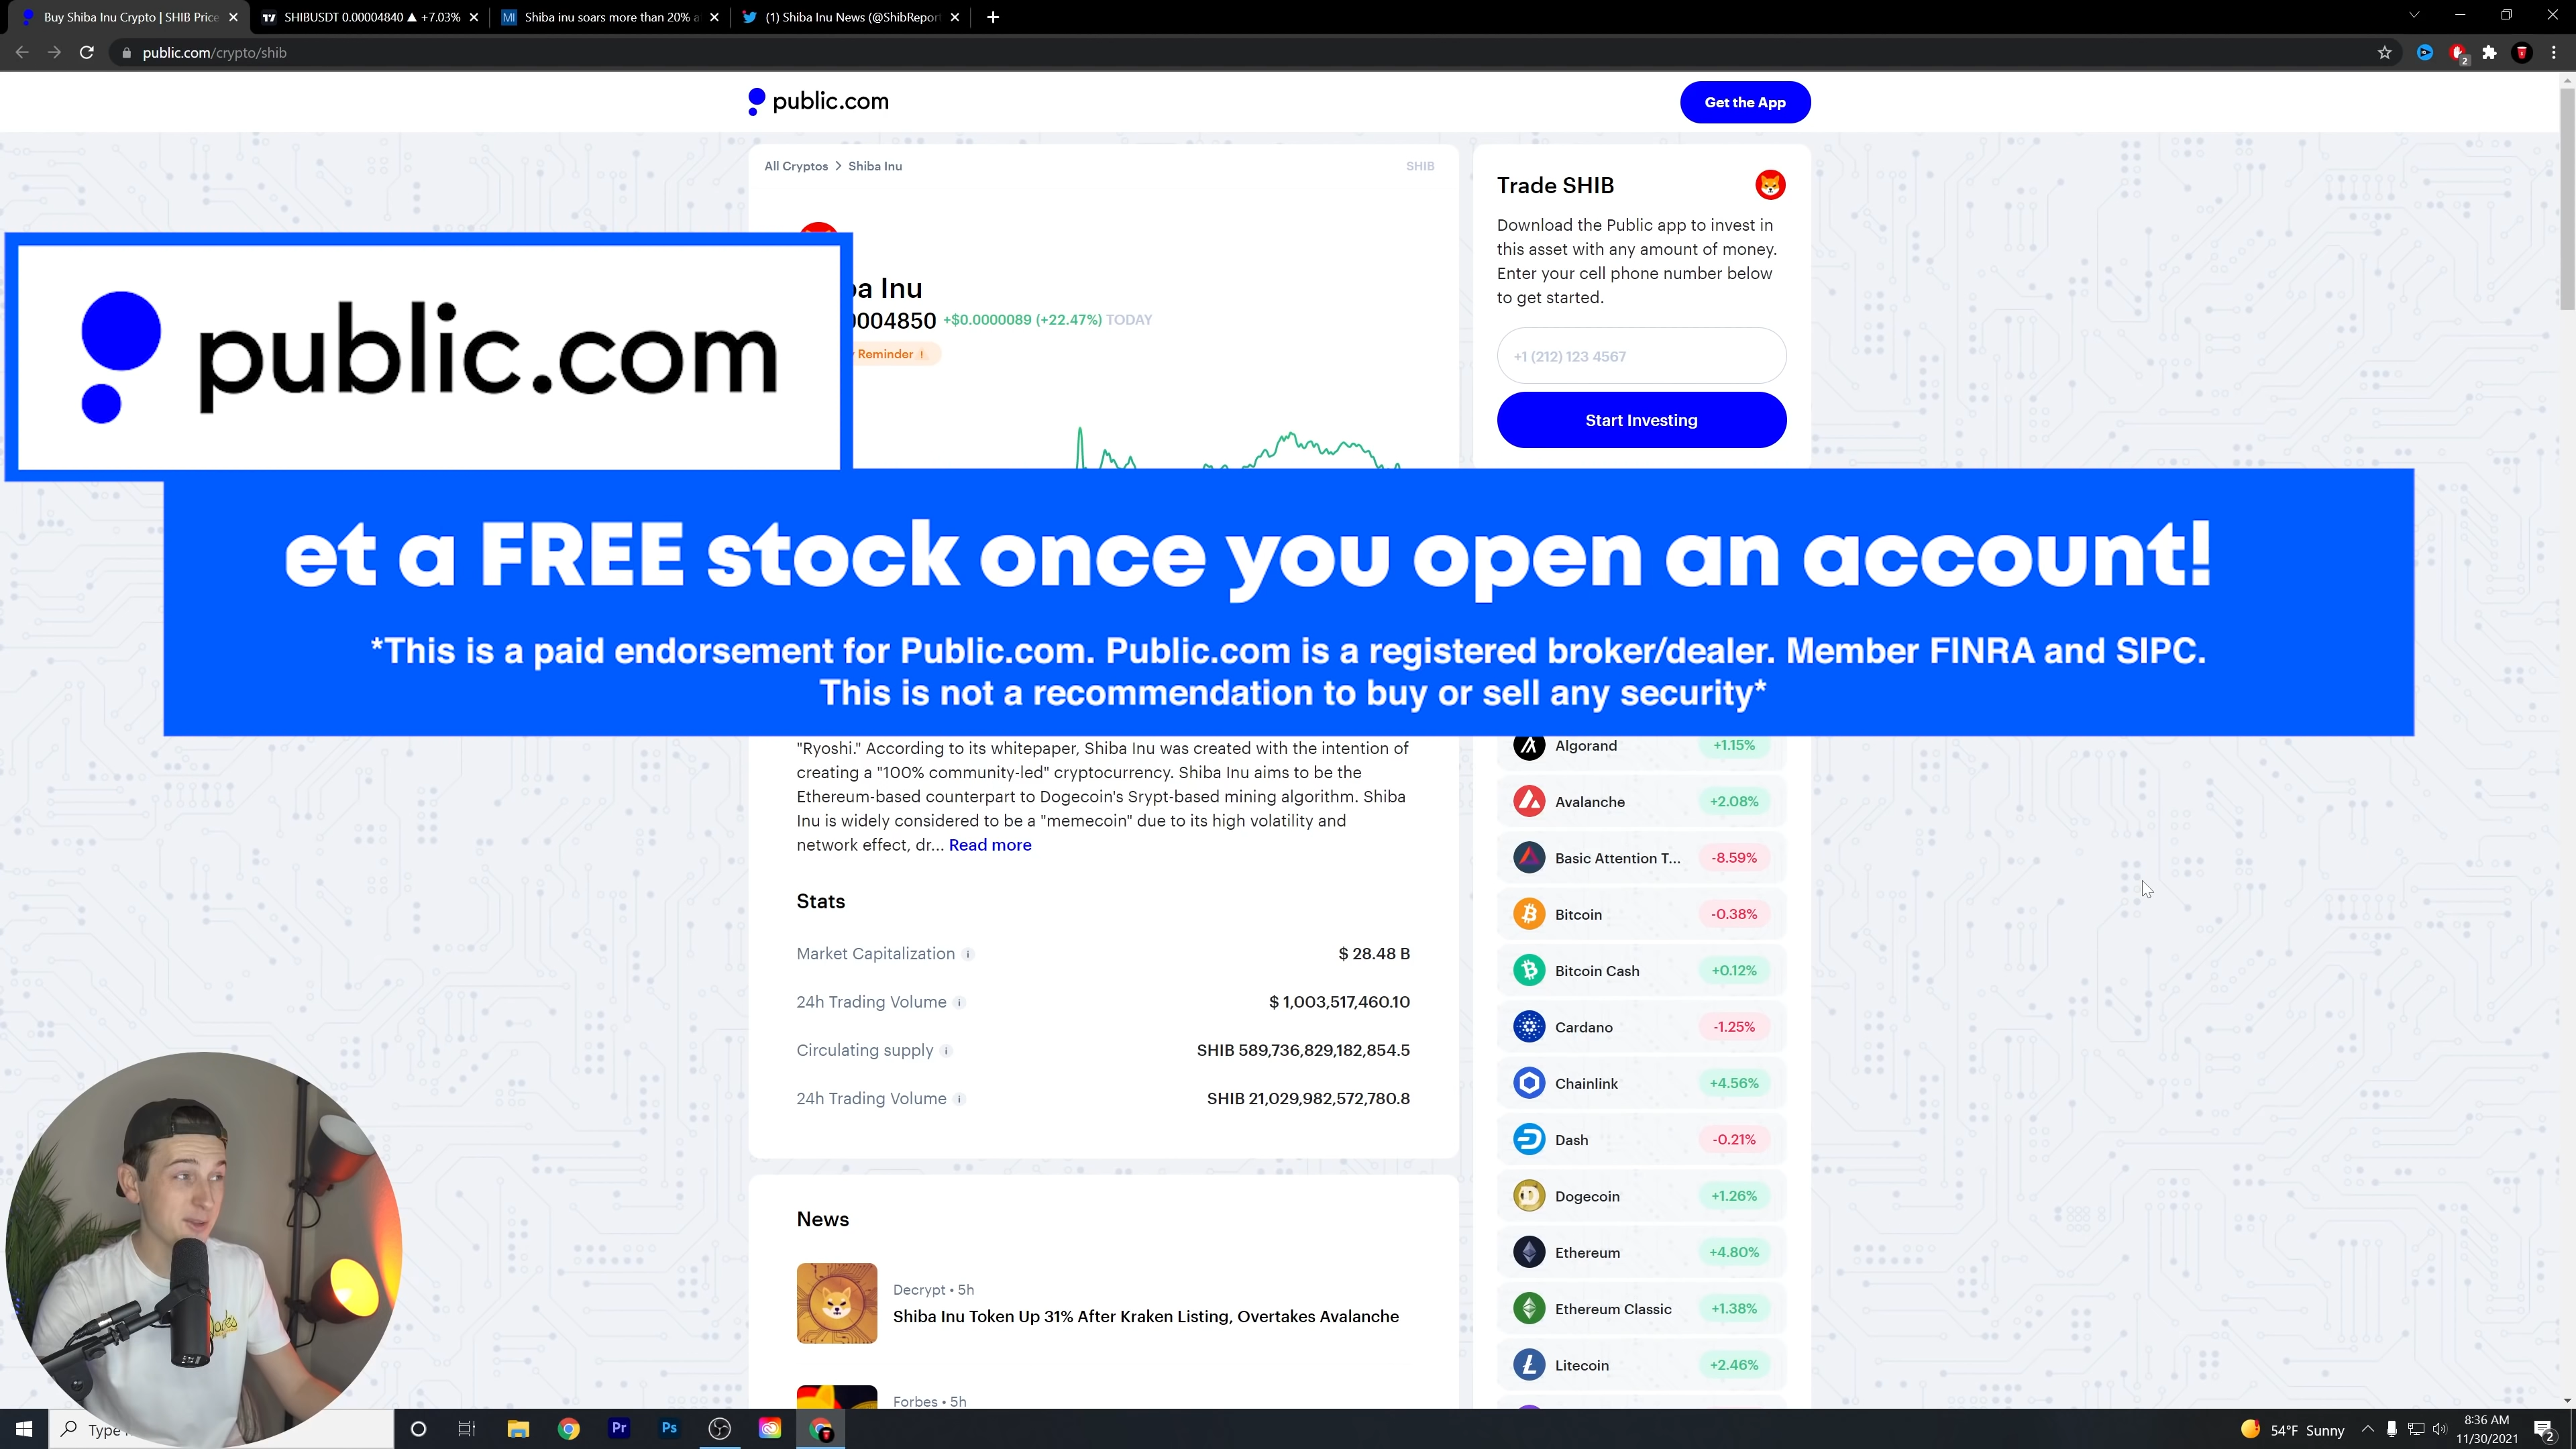 Buy Shiba Inu Crypto | SHIB Price
SHIBUSDT 0.00004840 ▲ +7.03%
Shiba inu soars more than 20% a
(1) Shiba Inu News (@ShibRepor
public.com/crypto/shib
2
public.com
Get the App
All Cryptos > Shiba Inu
SHIB
Trade SHIB
Download the Public app to invest in
this asset with any amount of money.
Enter your cell phone number below
to get started.
+1 (212) 123 4567
Start Investing
ba Inu
0004850 +$0.0000089 (+22.47%) TODAY
Reminder !
public.com
et a FREE stock once you open an account!
*This is a paid endorsement for Public.com. Public.com is a registered broker/dealer. Member FINRA and SIPC.
This is not a recommendation to buy or sell any security*
"Ryoshi." According to its whitepaper, Shiba Inu was created with the intention of
creating a "100% community-led" cryptocurrency. Shiba Inu aims to be the
Ethereum-based counterpart to Dogecoin's Srypt-based mining algorithm. Shiba
Inu is widely considered to be a "memecoin" due to its high volatility and
network effect, dr... Read more
Stats
Market Capitalization
$ 28.48 B
24h Trading Volume
$ 1,003,517,460.10
Circulating supply
SHIB 589,736,829,182,854.5
24h Trading Volume
SHIB 21,029,982,572,780.8
News
Decrypt • 5h
Shiba Inu Token Up 31% After Kraken Listing, Overtakes Avalanche
Forbes • 5h
Algorand +1.15%
Avalanche +2.08%
Basic Attention T... -8.59%
Bitcoin -0.38%
Bitcoin Cash +0.12%
Cardano -1.25%
Chainlink +4.56%
Dash -0.21%
Dogecoin +1.26%
Ethereum +4.80%
Ethereum Classic +1.38%
Litecoin +2.46%
Type
Pr
Ps
54°F Sunny
8:36 AM
11/30/2021
2